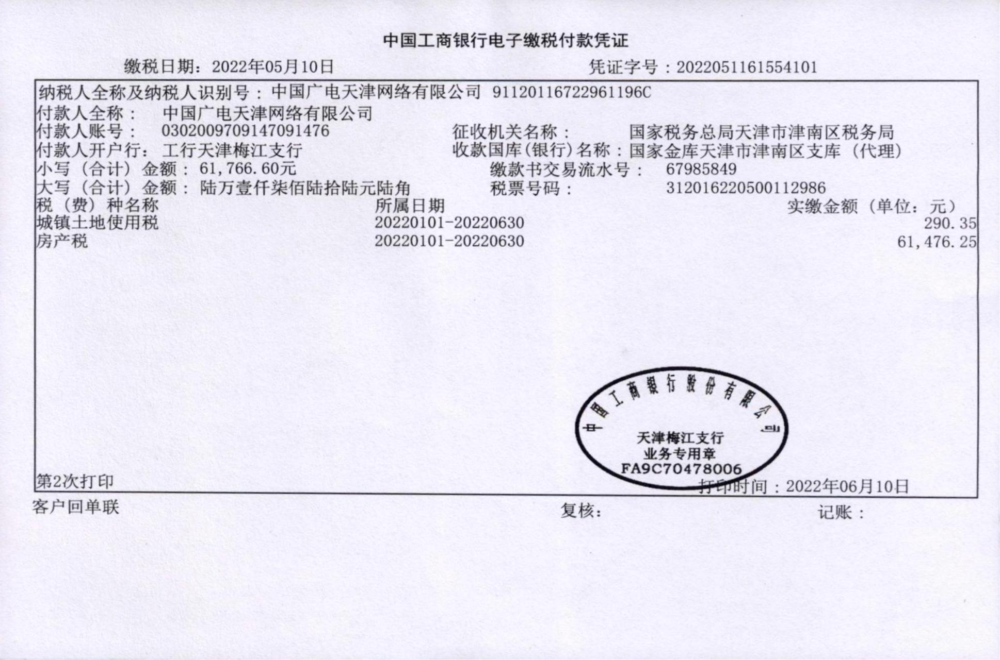 中国工商银行电子缴税付款凭证
缴税日期：2022年05月10日 凭证字号：2022051161554101
纳税人全称及纳税人识别号：中国广电天津网络有限公司 91120116722961196C
付款人全称： 中国广电天津网络有限公司
付款人账号： 0302009709147091476 征收机关名称： 国家税务总局天津市津南区税务局
付款人开户行：工行天津梅江支行 收款国库(银行)名称：国家金库天津市津南区支库（代理）
小写（合计）金额：61,766.60元 缴款书交易流水号： 67985849
大写（合计）金额：陆万壹仟柒佰陆拾陆元陆角 税票号码： 312016220500112986
税（费）种名称 所属日期 实缴金额（单位：元）
城镇土地使用税 20220101-20220630 290.35
房产税 20220101-20220630 61,476.25
中国工商银行股份有限公司
天津梅江支行
业务专用章
FA9C70478006
第2次打印 打印时间：2022年06月10日
客户回单联 复核： 记账：